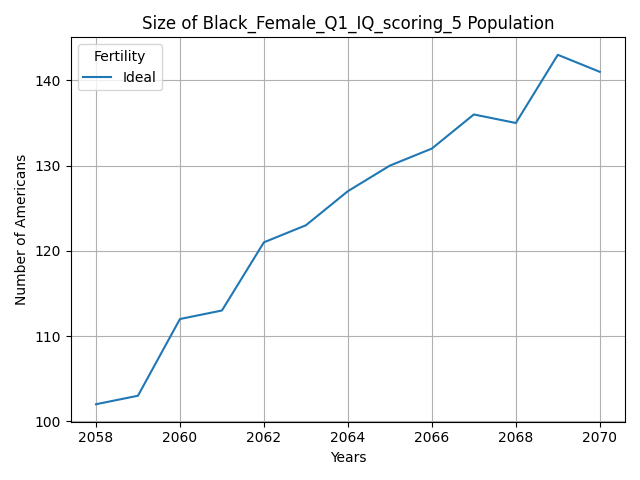 Size of Black_Female_Q1_IQ_scoring_5 Population
Fertility
Ideal
Number of Americans
140
130
120
110
100
2058 2060 2062 2064 2066 2068 2070
Years